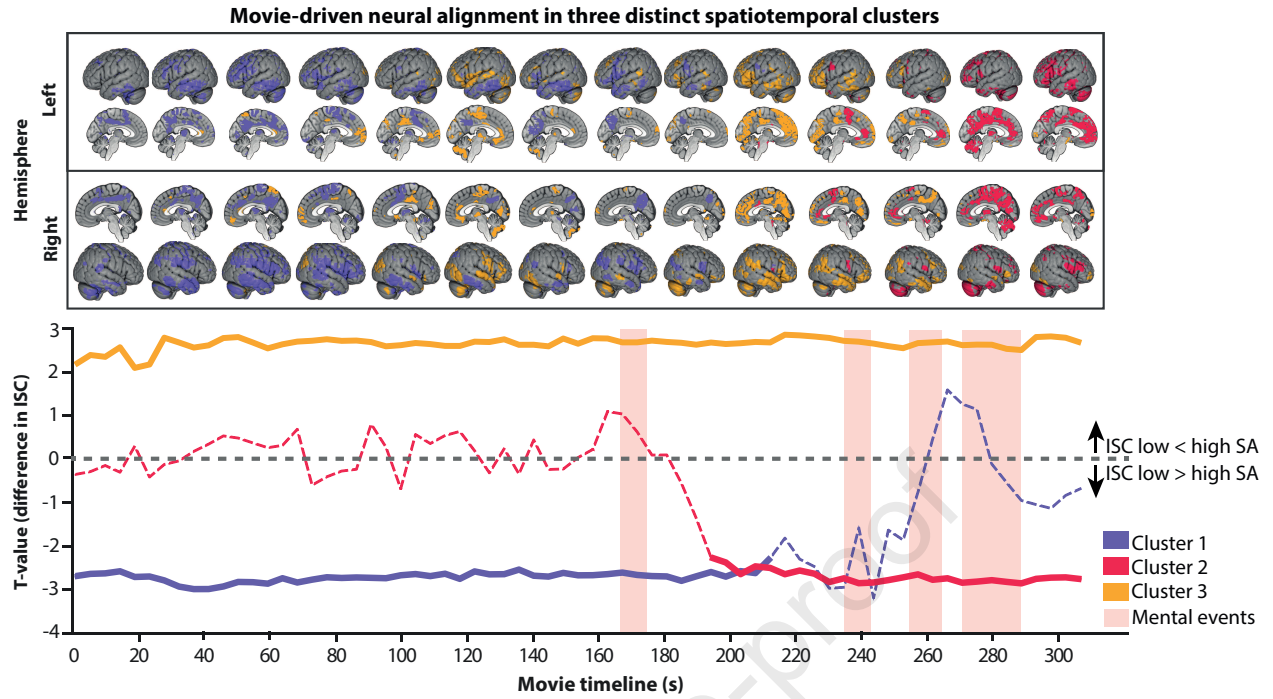 Movie-driven neural alignment in three distinct spatiotemporal clusters
Hemisphere
Left
Right
T-value (difference in ISC)
3
2
1
0
-1
-2
-3
-4
ISC low < high SA
ISC low > high SA
Cluster 1
Cluster 2
Cluster 3
Mental events
0 20 40 60 80 100 120 140 160 180 200 220 240 260 280 300
Movie timeline (s)
e-proof